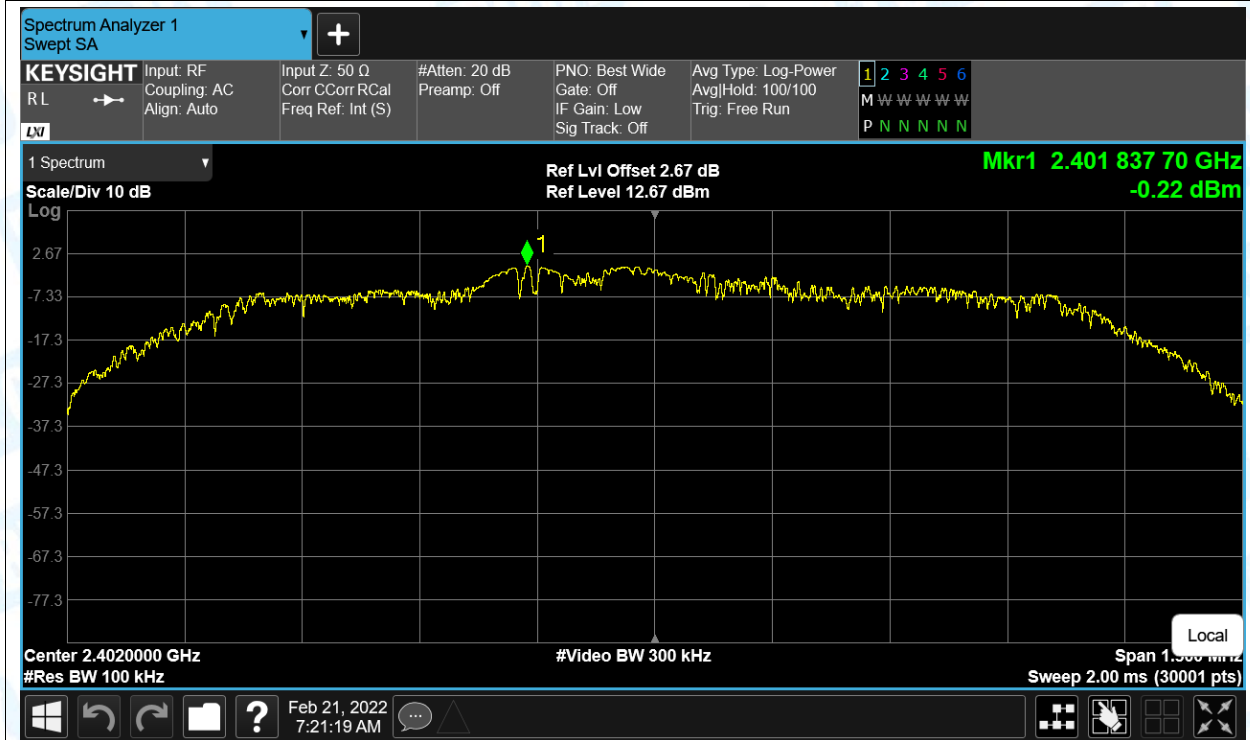 Spectrum Analyzer 1
Swept SA
KEYSIGHT
R L
LXI
Input: RF
Coupling: AC
Align: Auto
Input Z: 50 Ω
Corr CCorr RCal
Freq Ref: Int (S)
#Atten: 20 dB
Preamp: Off
PNO: Best Wide
Gate: Off
IF Gain: Low
Sig Track: Off
Avg Type: Log-Power
Avg|Hold: 100/100
Trig: Free Run
1 2 3 4 5 6
M W W W W W
P N N N N N
1 Spectrum
Scale/Div 10 dB
Log
Ref Lvl Offset 2.67 dB
Ref Level 12.67 dBm
Mkr1 2.401 837 70 GHz
-0.22 dBm
1
2.67
-7.33
-17.3
-27.3
-37.3
-47.3
-57.3
-67.3
-77.3
Local
Center 2.4020000 GHz
#Res BW 100 kHz
#Video BW 300 kHz
Span
Sweep 2.00 ms (30001 pts)
?
Feb 21, 2022
7:21:19 AM